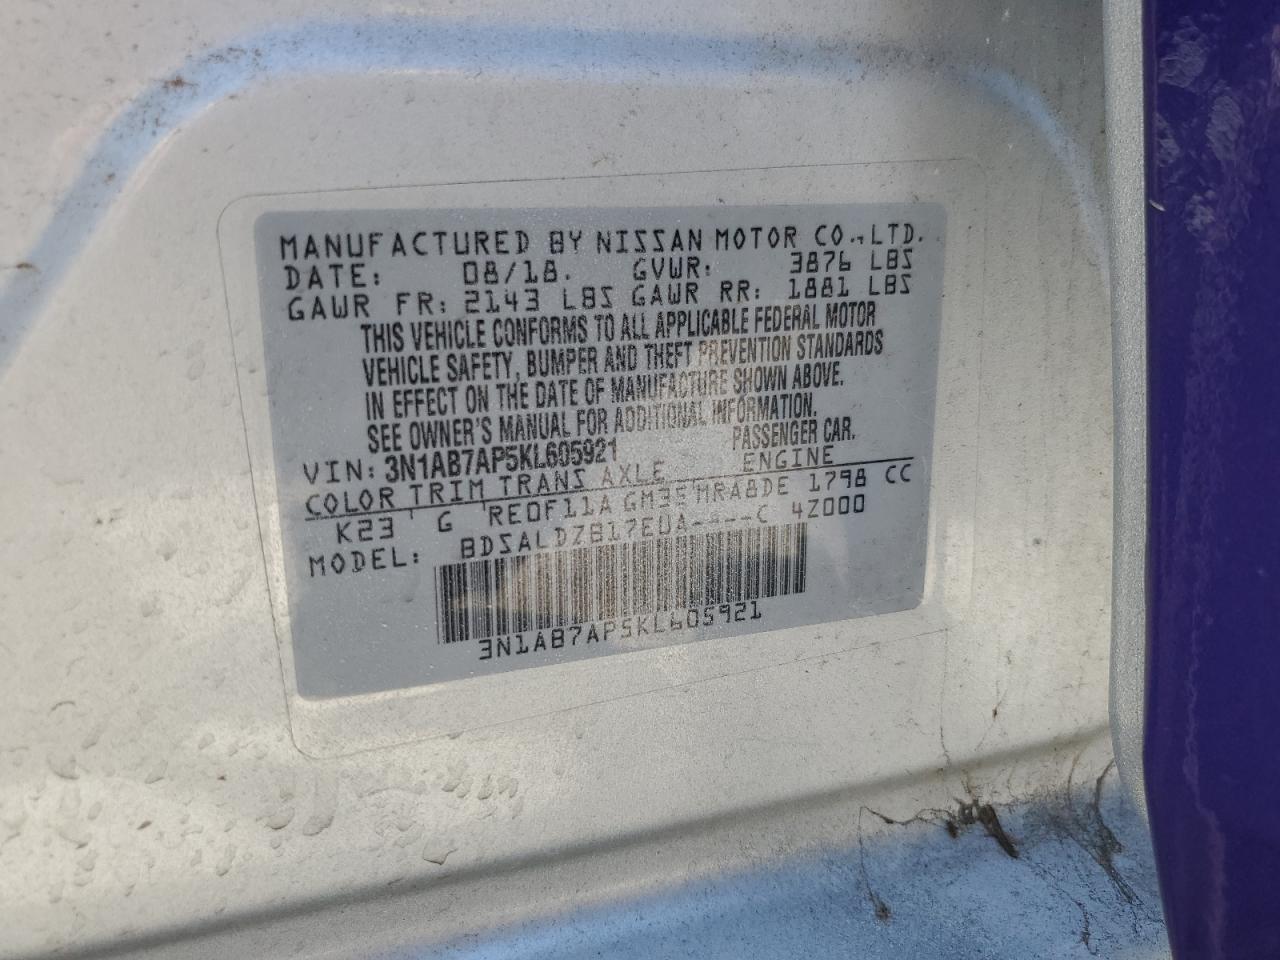 MANUFACTURED BY NISSAN MOTOR CO.,LTD.
DATE: 08/18. GVWR: 3876 LBS
GAWR FR: 2143 LBS GAWR RR: 1881 LBS
THIS VEHICLE CONFORMS TO ALL APPLICABLE FEDERAL MOTOR
VEHICLE SAFETY, BUMPER AND THEFT PREVENTION STANDARDS
IN EFFECT ON THE DATE OF MANUFACTURE SHOWN ABOVE.
SEE OWNER'S MANUAL FOR ADDITIONAL INFORMATION.
VIN: 3N1AB7AP5KL605921 PASSENGER CAR.
COLOR TRIM TRANS AXLE ENGINE
K23 G RE0F11A GM35 MRA8DE 1798 CC
MODEL: BDSALDZB17EUA----C 4Z000
3N1AB7AP5KL605921